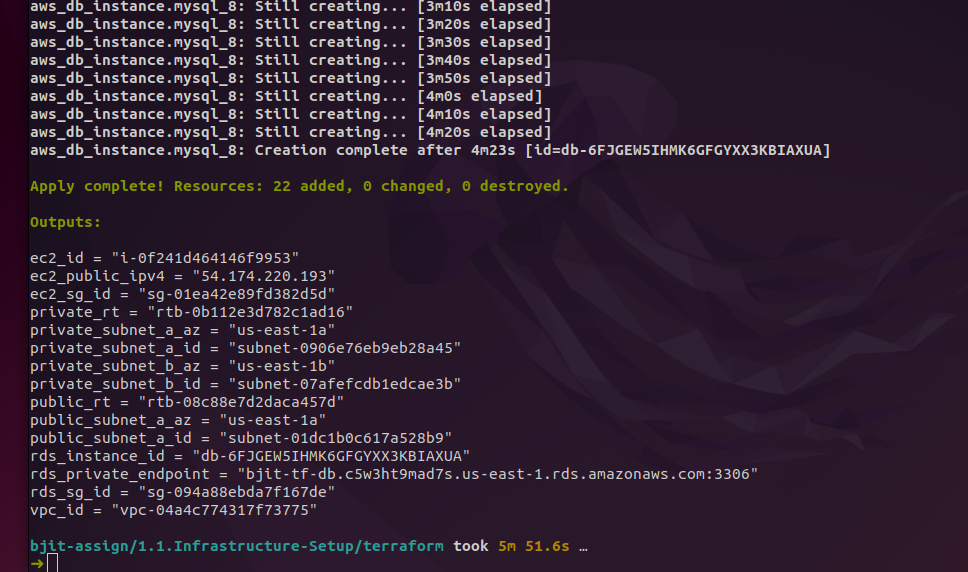 aws_db_instance.mysql_8: Still creating... [3m10s elapsed]
aws_db_instance.mysql_8: Still creating... [3m20s elapsed]
aws_db_instance.mysql_8: Still creating... [3m30s elapsed]
aws_db_instance.mysql_8: Still creating... [3m40s elapsed]
aws_db_instance.mysql_8: Still creating... [3m50s elapsed]
aws_db_instance.mysql_8: Still creating... [4m0s elapsed]
aws_db_instance.mysql_8: Still creating... [4m10s elapsed]
aws_db_instance.mysql_8: Still creating... [4m20s elapsed]
aws_db_instance.mysql_8: Creation complete after 4m23s [id=db-6FJGEW5IHMK6GFGYXX3KBIAXUA]
Apply complete! Resources: 22 added, 0 changed, 0 destroyed.
Outputs:
ec2_id = "i-0f241d464146f9953"
ec2_public_ipv4 = "54.174.220.193"
ec2_sg_id = "sg-01ea42e89fd382d5d"
private_rt = "rtb-0b112e3d782c1ad16"
private_subnet_a_az = "us-east-1a"
private_subnet_a_id = "subnet-0906e76eb9eb28a45"
private_subnet_b_az = "us-east-1b"
private_subnet_b_id = "subnet-07afefcdb1edcae3b"
public_rt = "rtb-08c88e7d2daca457d"
public_subnet_a_az = "us-east-1a"
public_subnet_a_id = "subnet-01dc1b0c617a528b9"
rds_instance_id = "db-6FJGEW5IHMK6GFGYXX3KBIAXUA"
rds_private_endpoint = "bjit-tf-db.c5w3ht9mad7s.us-east-1.rds.amazonaws.com:3306"
rds_sg_id = "sg-094a88ebda7f167de"
vpc_id = "vpc-04a4c774317f73775"
bjit-assign/1.1.Infrastructure-Setup/terraform took 5m 51.6s …
➜